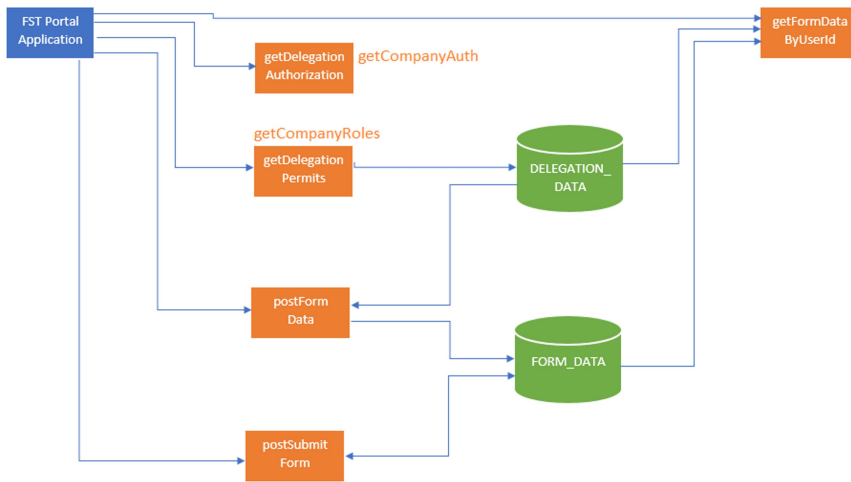 FST Portal
Application
getFormData
ByUserId
getDelegation
Authorization
getCompanyAuth
getCompanyRoles
getDelegation
Permits
DELEGATION_
DATA
postForm
Data
FORM_DATA
postSubmit
Form